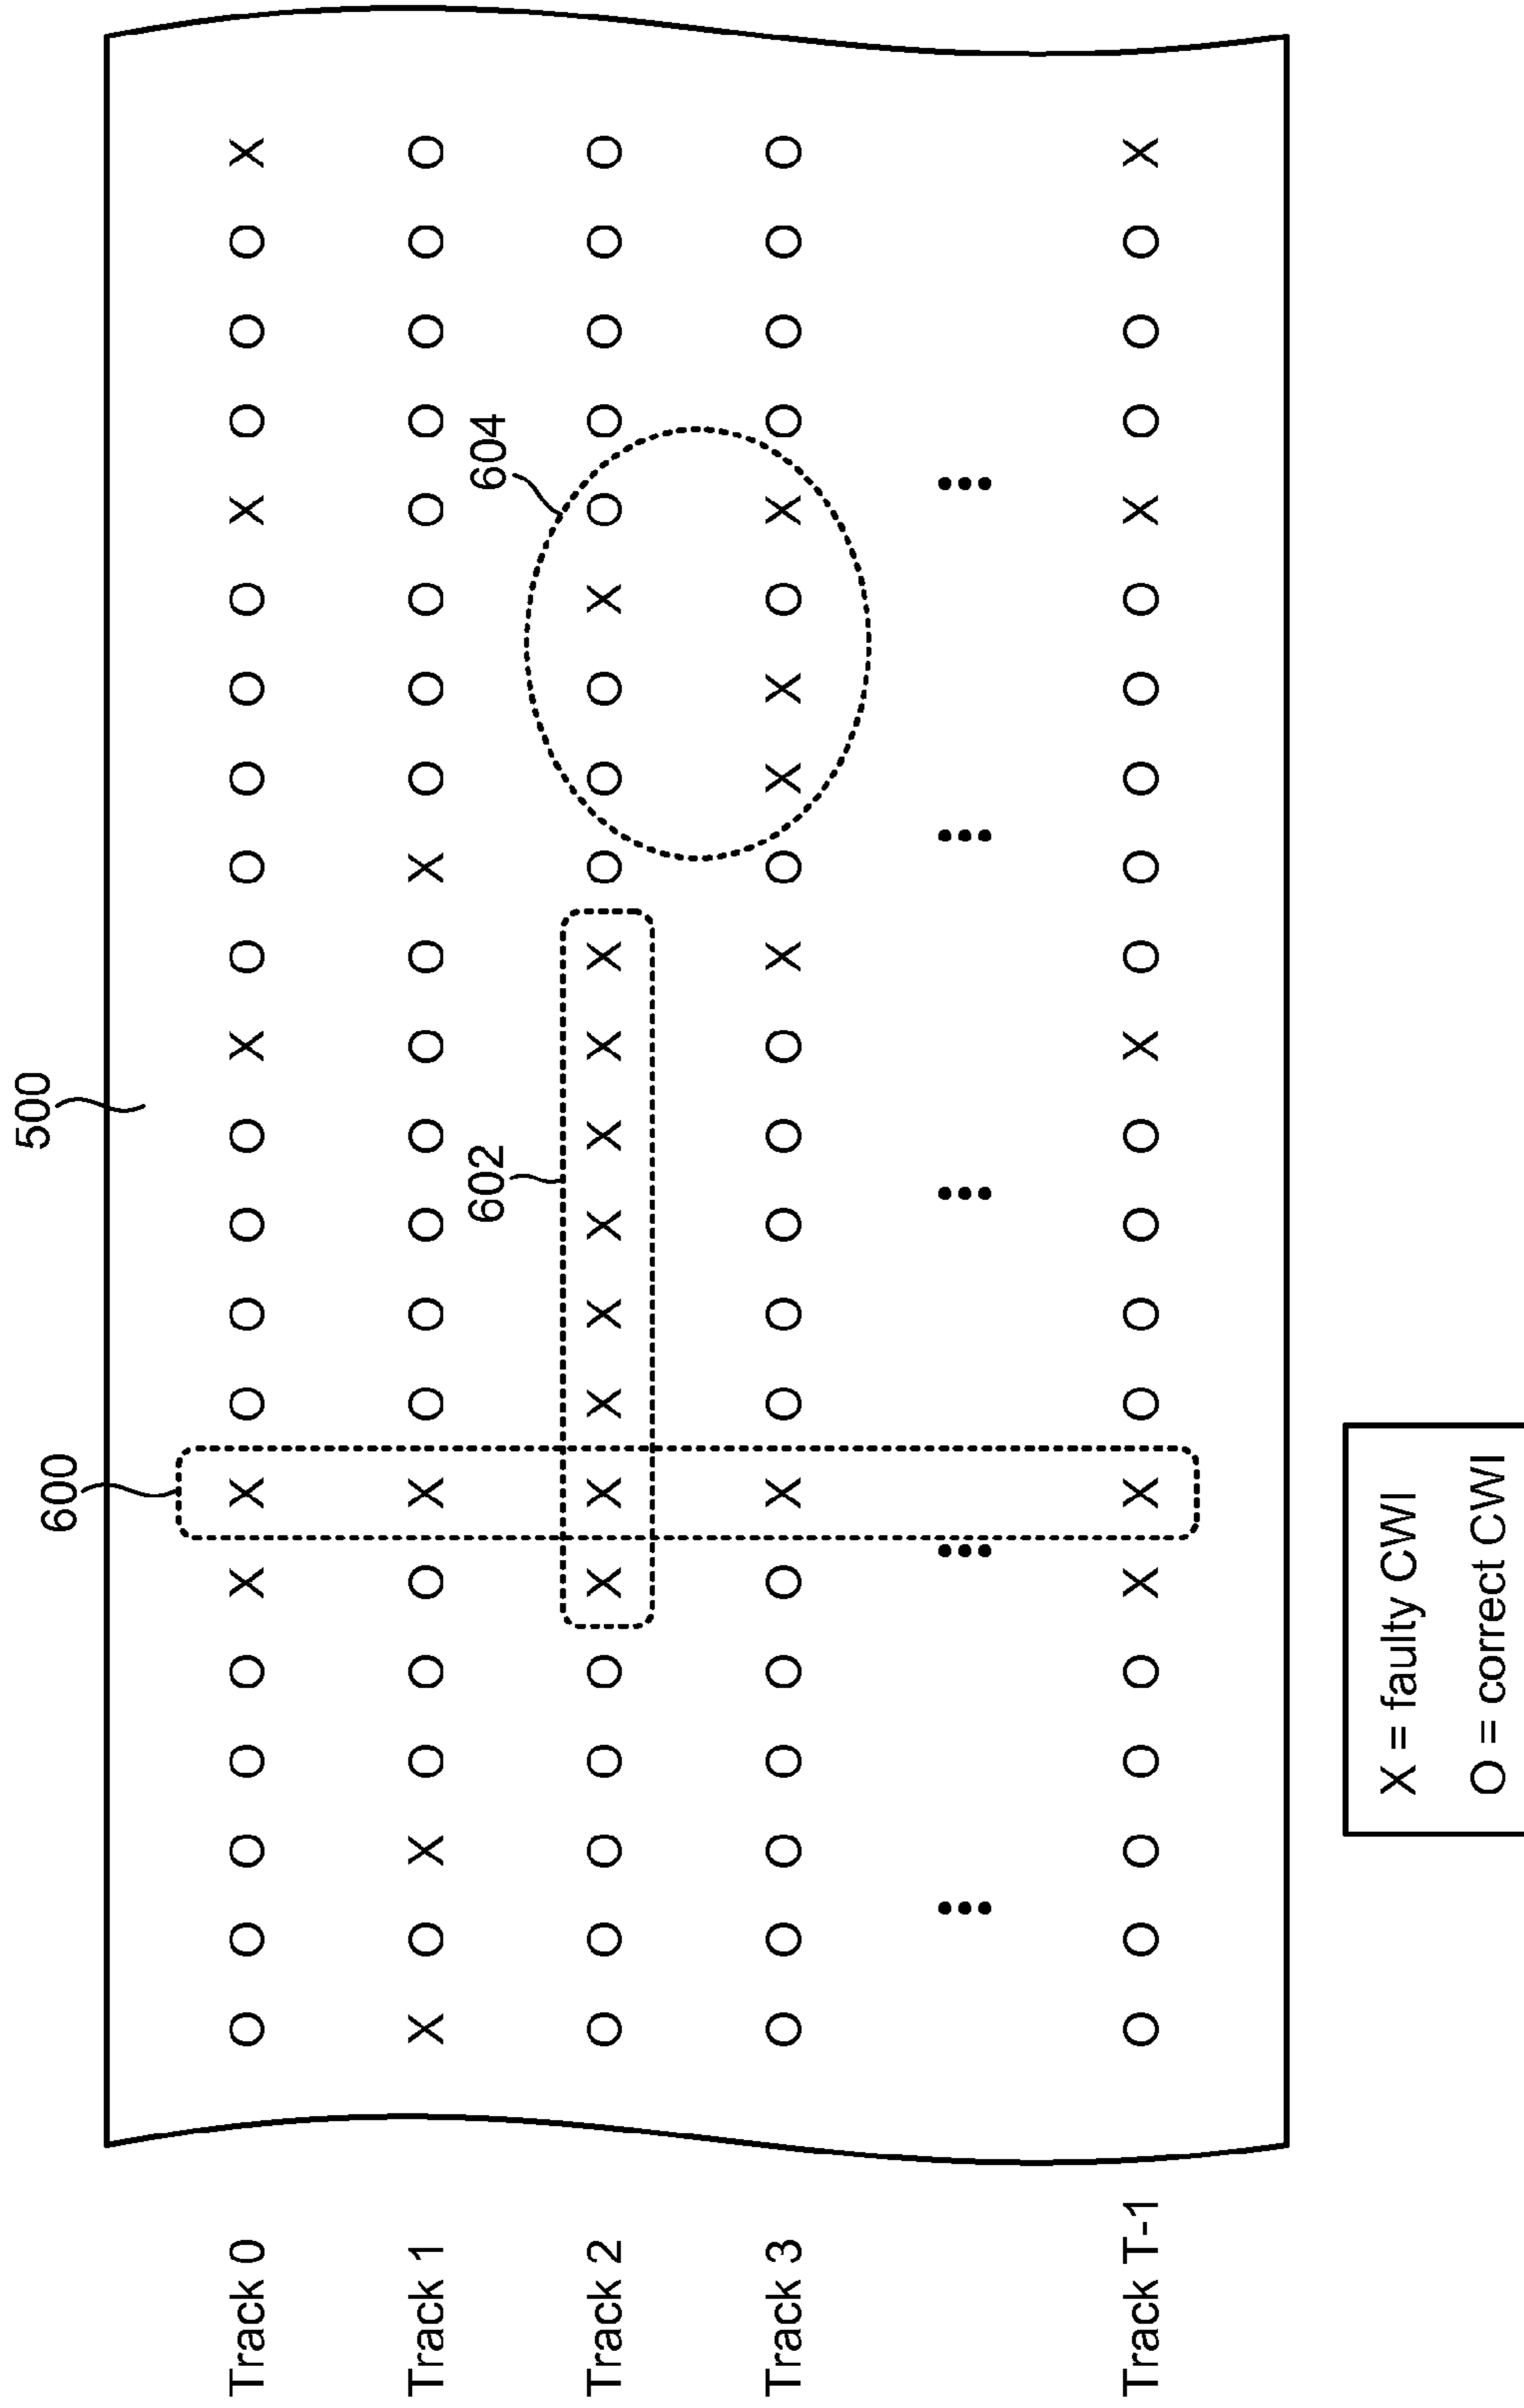 500
600
Track 0 O O O O O X X O O O O X O O O O O X O O O X
Track 1 X O X O O O X O O O O O O X O O O O O O O O
602
604
Track 2 O O O O O X X X X X X X X O O O X O O O O O
Track 3 O O O O O O X O O O O O X O X X O X O O O O
... ... ... ... ...
Track T-1 O O O O O X X O O O O X O O O O O X O O O X
X = faulty CWI
O = correct CWI